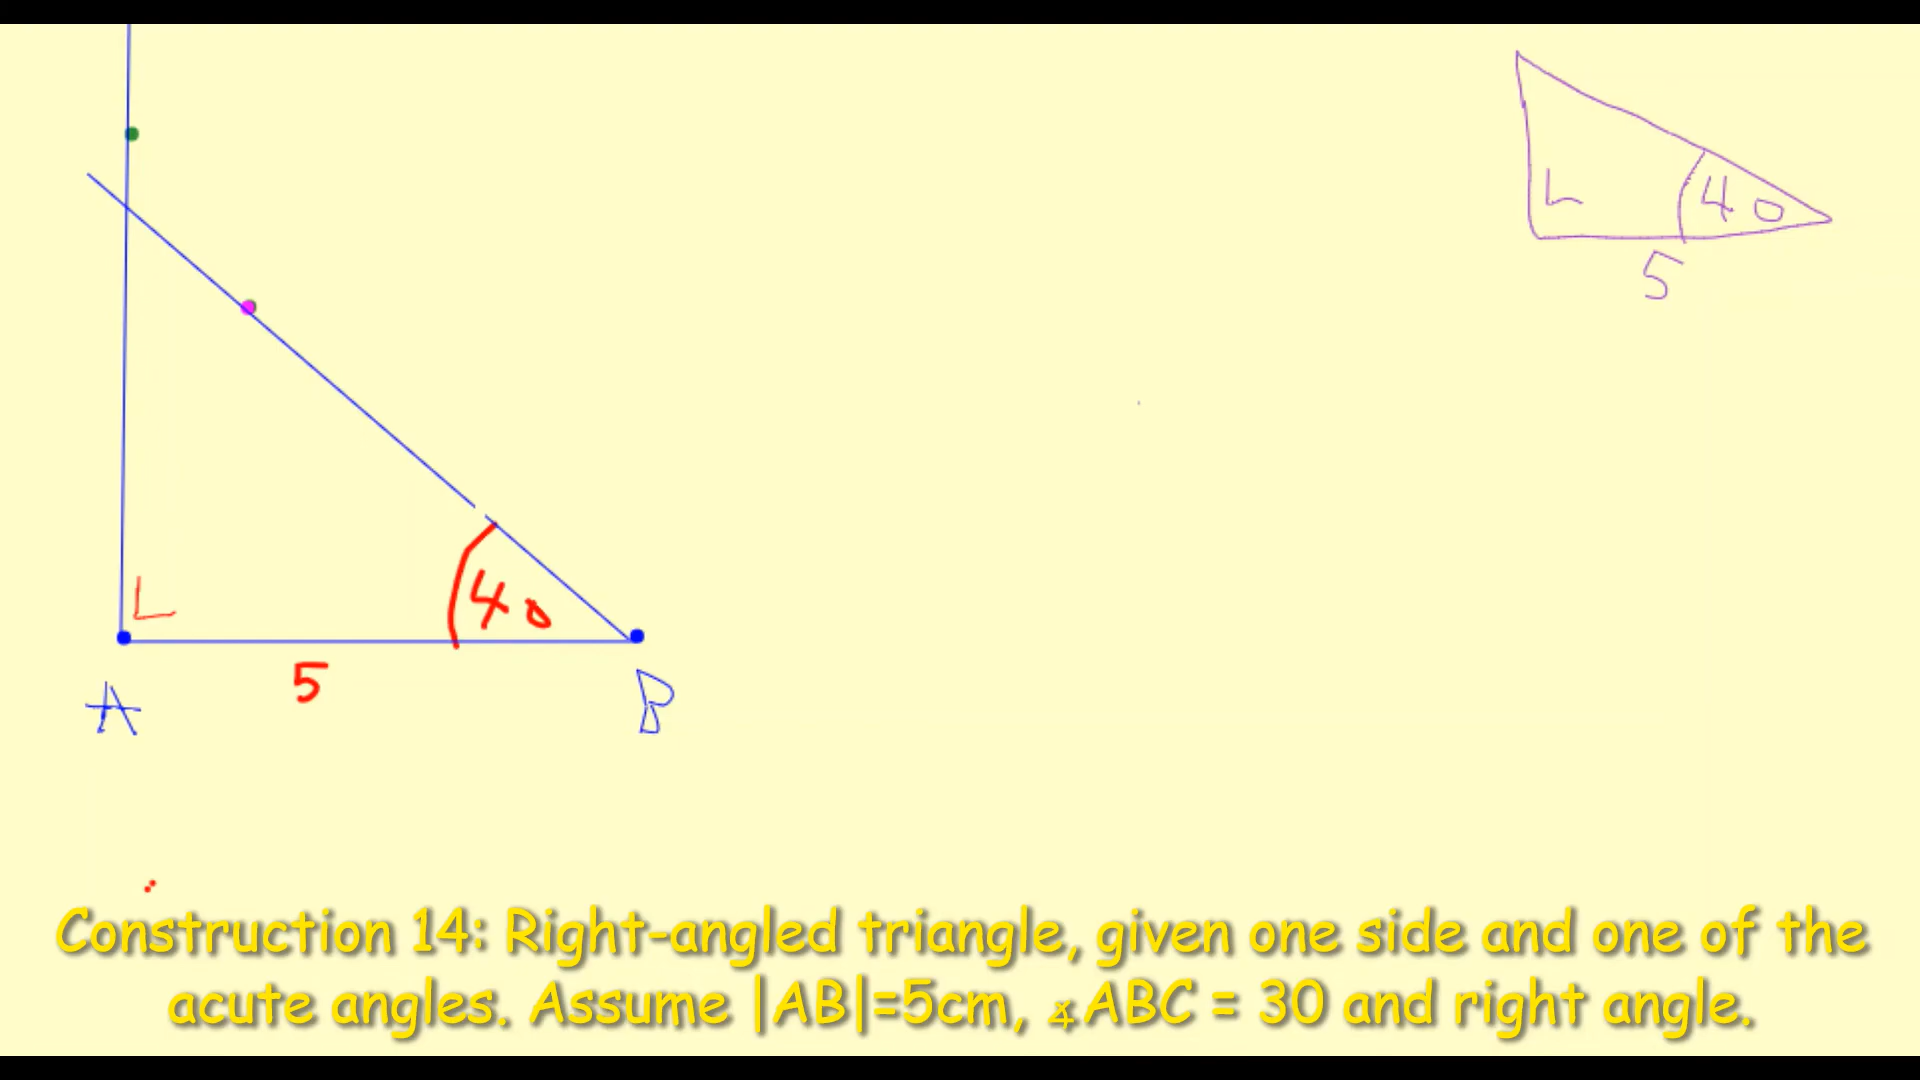 40
5
40
5
A B
Construction 14: Right-angled triangle, given one side and one of the
acute angles. Assume |AB|=5cm, ∡ABC = 30 and right angle.